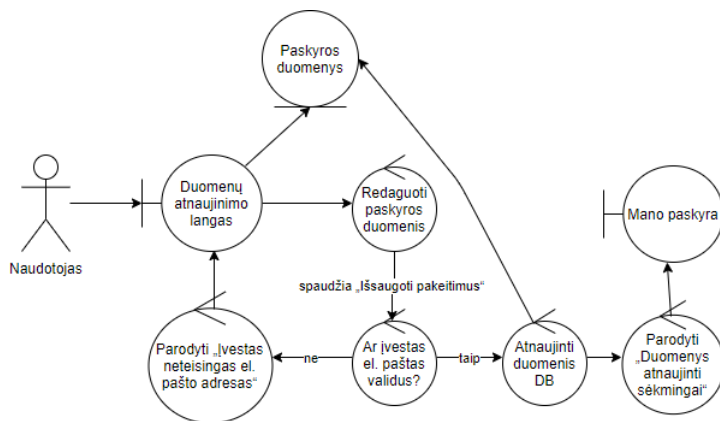 Paskyros
duomenys
Duomenų
atnaujinimo
langas
Redaguoti
paskyros
duomenis
Mano paskyra
Naudotojas
spaudžia „Išsaugoti pakeitimus“
Parodyti „Įvestas
neteisingas el.
pašto adresas“
ne
Ar įvestas
el. paštas
validus?
taip
Atnaujinti
duomenis
DB
Parodyti
„Duomenys
atnaujinti
sėkmingai“